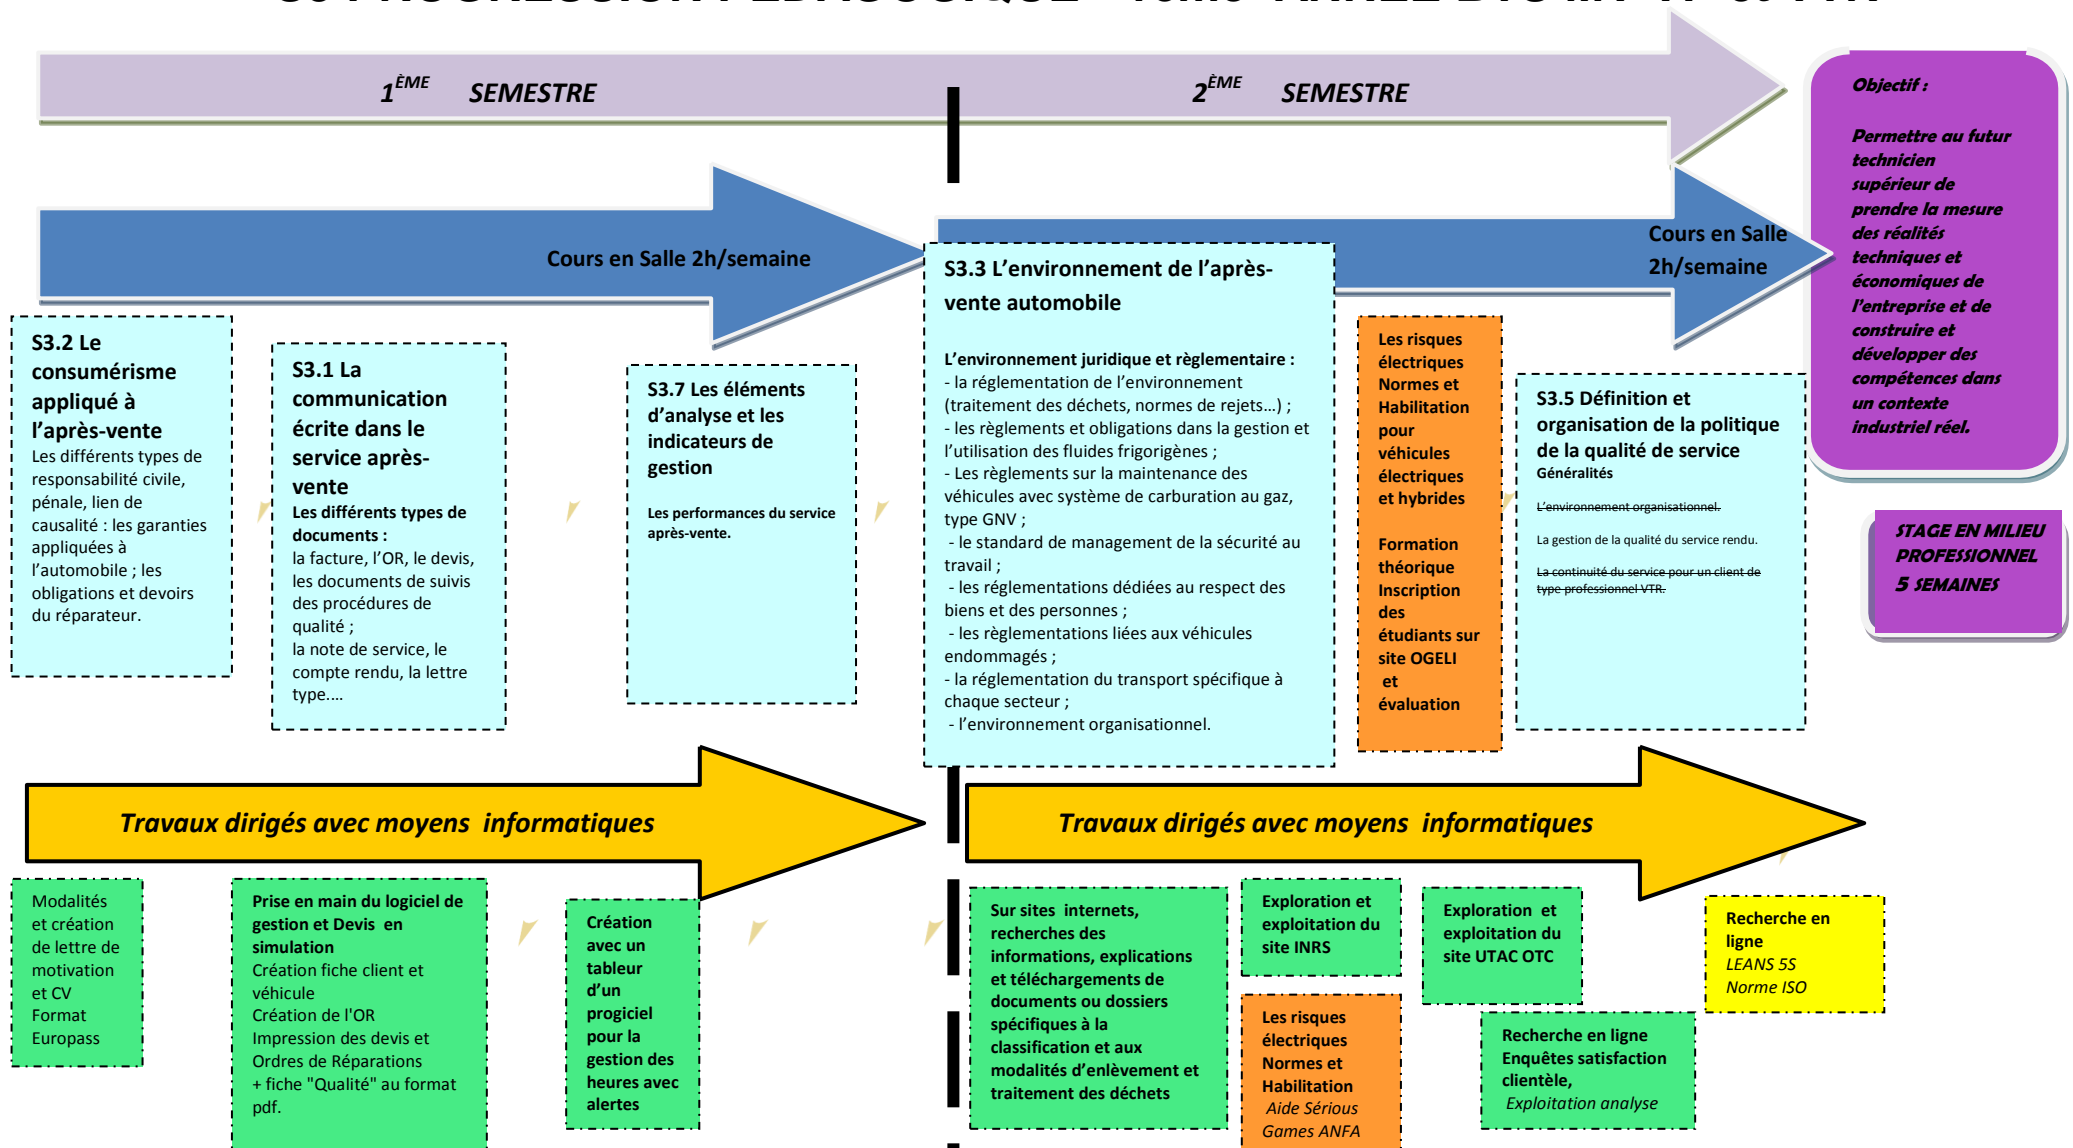 1ÈME SEMESTRE
2ÈME SEMESTRE
Objectif :
Permettre au futur
technicien
supérieur de
prendre la mesure
des réalités
techniques et
économiques de
l'entreprise et de
construire et
développer des
compétences dans
un contexte
industriel réel.
Cours en Salle 2h/semaine
Cours en Salle
2h/semaine
S3.2 Le
consumérisme
appliqué à
l'après-vente
Les différents types de
responsabilité civile,
pénale, lien de
causalité : les garanties
appliquées à
l'automobile ; les
obligations et devoirs
du réparateur.
S3.1 La
communication
écrite dans le
service après-
vente
Les différents types de
documents :
la facture, l'OR, le devis,
les documents de suivis
des procédures de
qualité ;
la note de service, le
compte rendu, la lettre
type....
S3.7 Les éléments
d'analyse et les
indicateurs de
gestion
Les performances du service
après-vente.
S3.3 L'environnement de l'après-
vente automobile
L'environnement juridique et règlementaire :
- la réglementation de l'environnement
(traitement des déchets, normes de rejets…) ;
- les règlements et obligations dans la gestion et
l'utilisation des fluides frigorigènes ;
- Les règlements sur la maintenance des
véhicules avec système de carburation au gaz,
type GNV ;
- le standard de management de la sécurité au
travail ;
- les réglementations dédiées au respect des
biens et des personnes ;
- les règlementations liées aux véhicules
endommagés ;
- la réglementation du transport spécifique à
chaque secteur ;
- l'environnement organisationnel.
Les risques
électriques
Normes et
Habilitation
pour
véhicules
électriques
et hybrides
Formation
théorique
Inscription
des
étudiants sur
site OGELI
et
évaluation
S3.5 Définition et
organisation de la politique
de la qualité de service
Généralités
L'environnement organisationnel.
La gestion de la qualité du service rendu.
La continuité du service pour un client de
type professionnel VTR.
STAGE EN MILIEU
PROFESSIONNEL
5 SEMAINES
Travaux dirigés avec moyens informatiques
Travaux dirigés avec moyens informatiques
Modalités
et création
de lettre de
motivation
et CV
Format
Europass
Prise en main du logiciel de
gestion et Devis en
simulation
Création fiche client et
véhicule
Création de l'OR
Impression des devis et
Ordres de Réparations
+ fiche "Qualité" au format
pdf.
Création
avec un
tableur
d'un
progiciel
pour la
gestion des
heures avec
alertes
Sur sites internets,
recherches des
informations, explications
et téléchargements de
documents ou dossiers
spécifiques à la
classification et aux
modalités d'enlèvement et
traitement des déchets
Exploration et
exploitation du
site INRS
Les risques
électriques
Normes et
Habilitation
Aide Sérious
Games ANFA
Exploration et
exploitation du
site UTAC OTC
Recherche en ligne
Enquêtes satisfaction
clientèle,
Exploitation analyse
Recherche en
ligne
LEANS 5S
Norme ISO